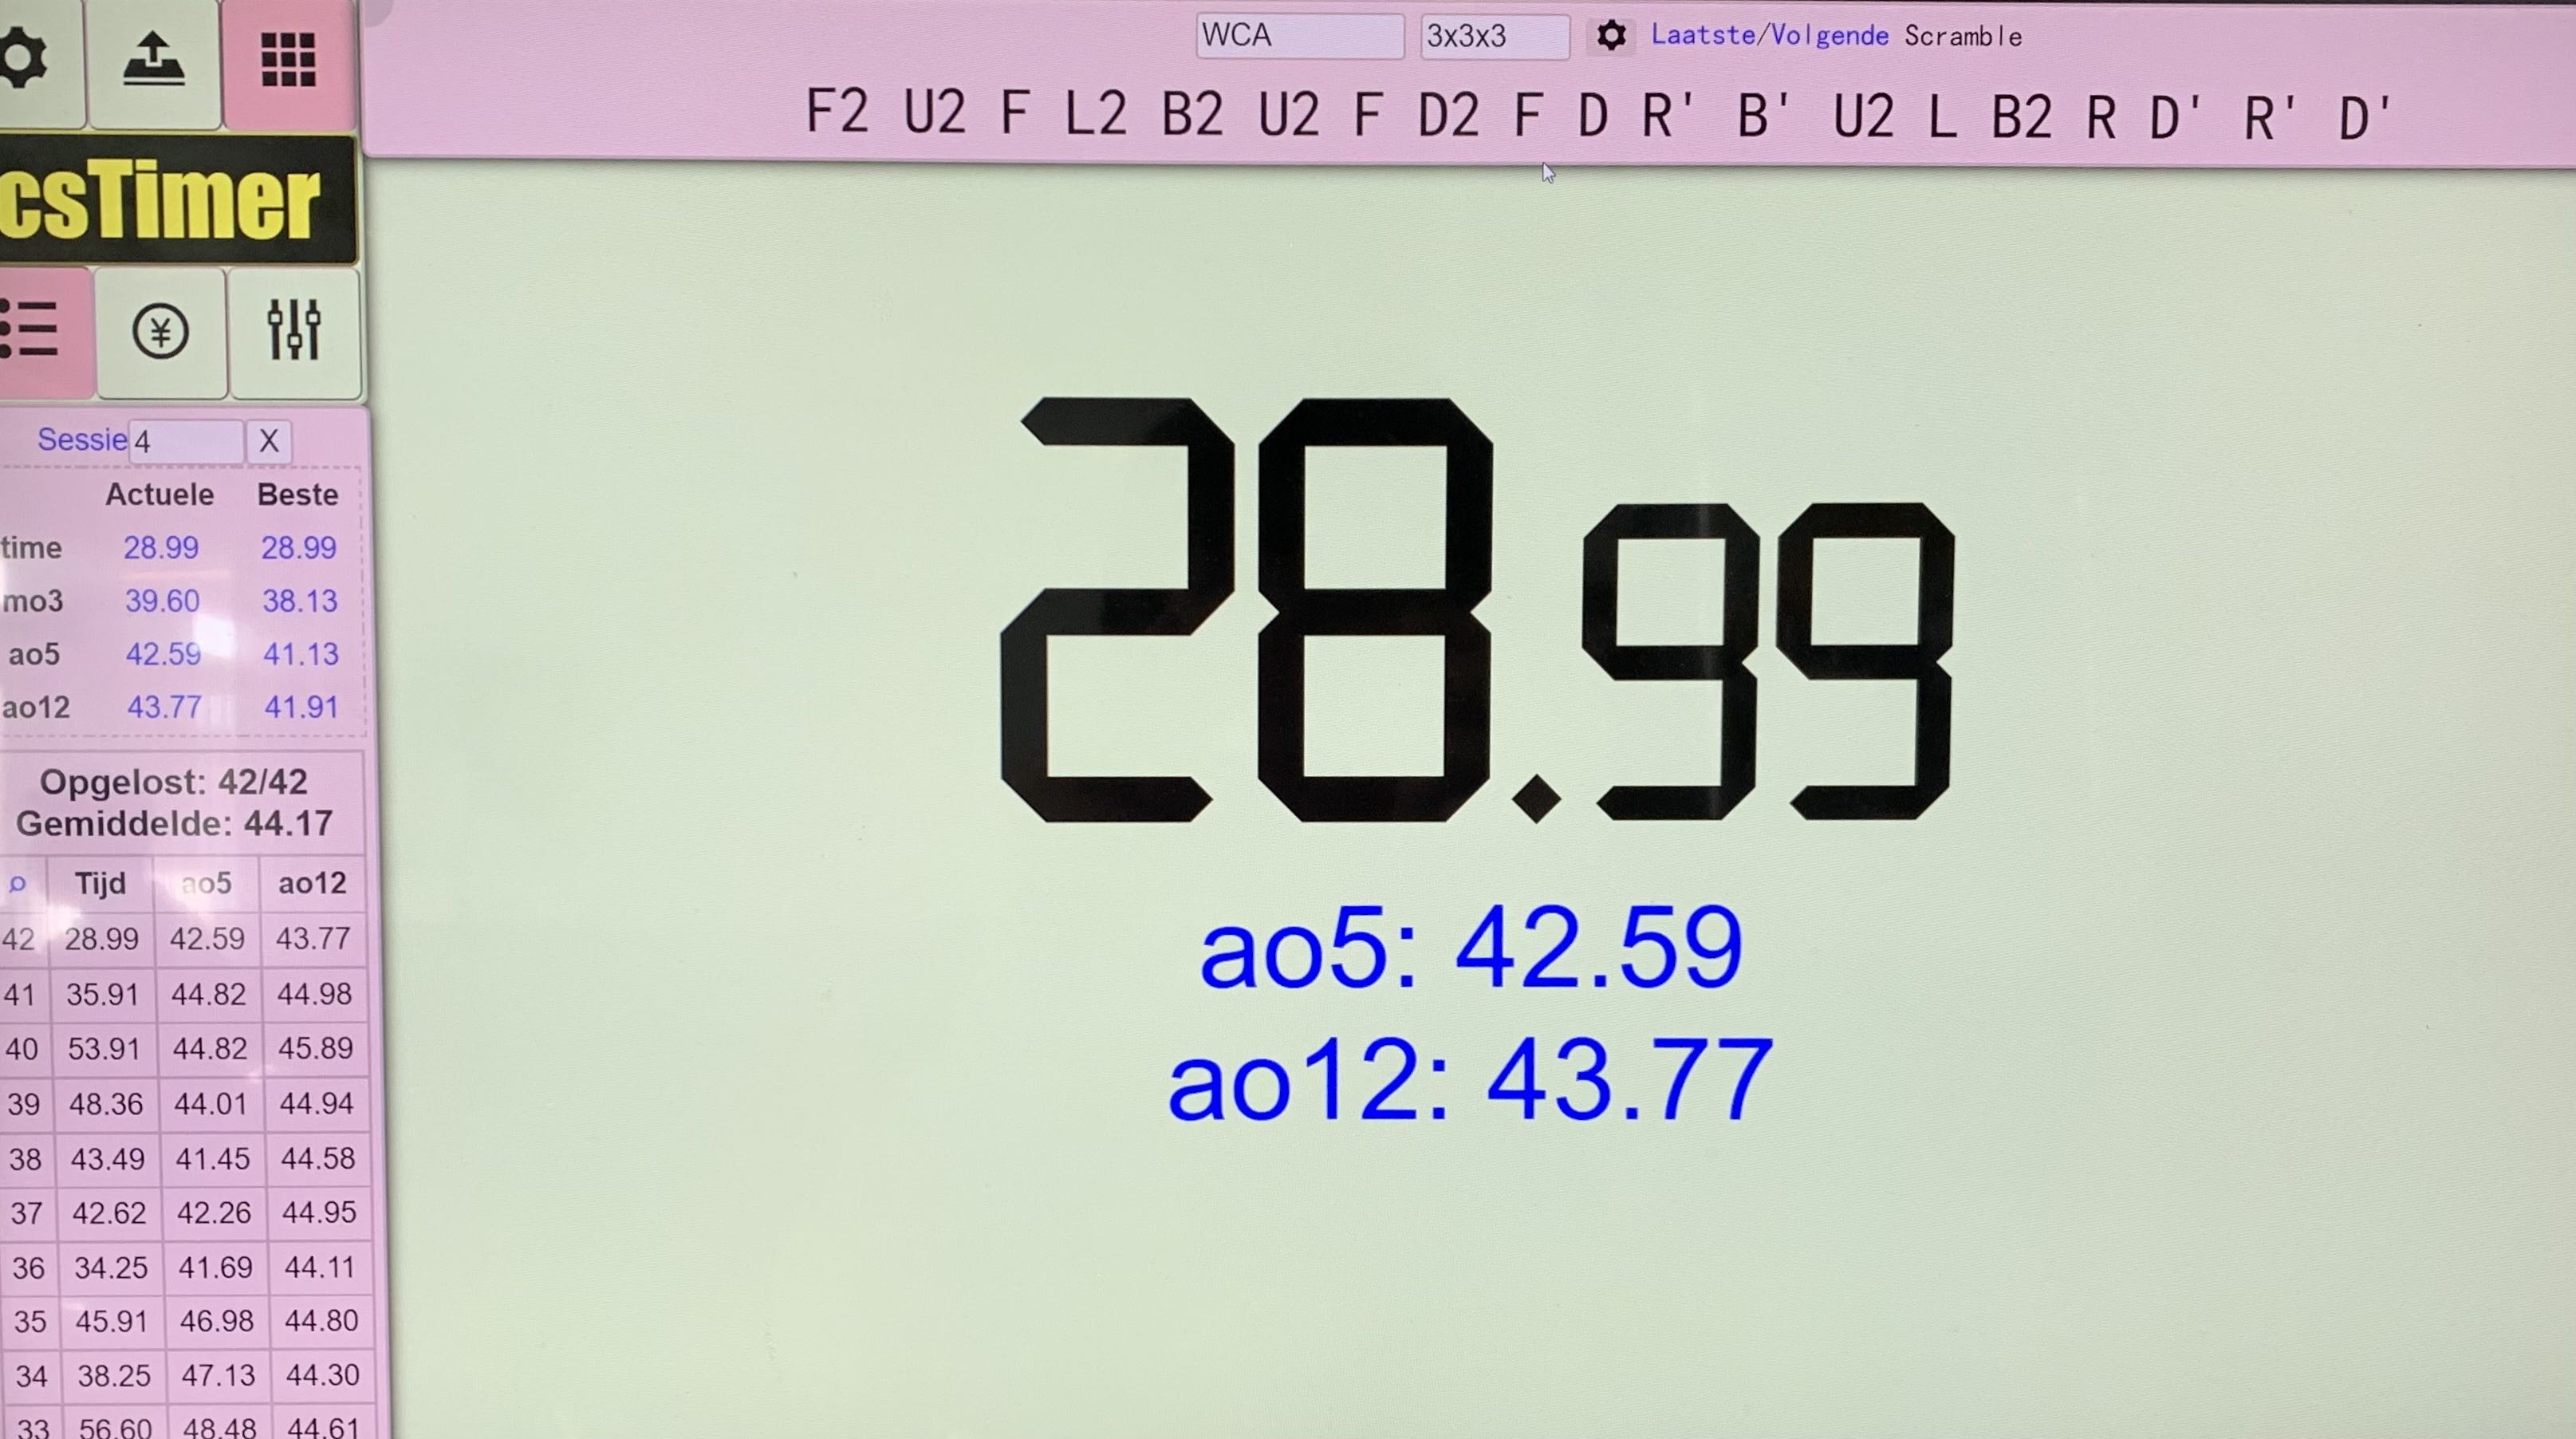 WCA 3x3x3 Laatste/Volgende Scramble
F2 U2 F L2 B2 U2 F D2 F D R' B' U2 L B2 R D' R' D'
csTimer
¥
Sessie 4 X
Actuele Beste
time 28.99 28.99
mo3 39.60 38.13
ao5 42.59 41.13
ao12 43.77 41.91
Opgelost: 42/42
Gemiddelde: 44.17
Tijd ao5 ao12
42 28.99 42.59 43.77
41 35.91 44.82 44.98
40 53.91 44.82 45.89
39 48.36 44.01 44.94
38 43.49 41.45 44.58
37 42.62 42.26 44.95
36 34.25 41.69 44.11
35 45.91 46.98 44.80
34 38.25 47.13 44.30
33 56.60 48.48 44.61
28.99
ao5: 42.59
ao12: 43.77